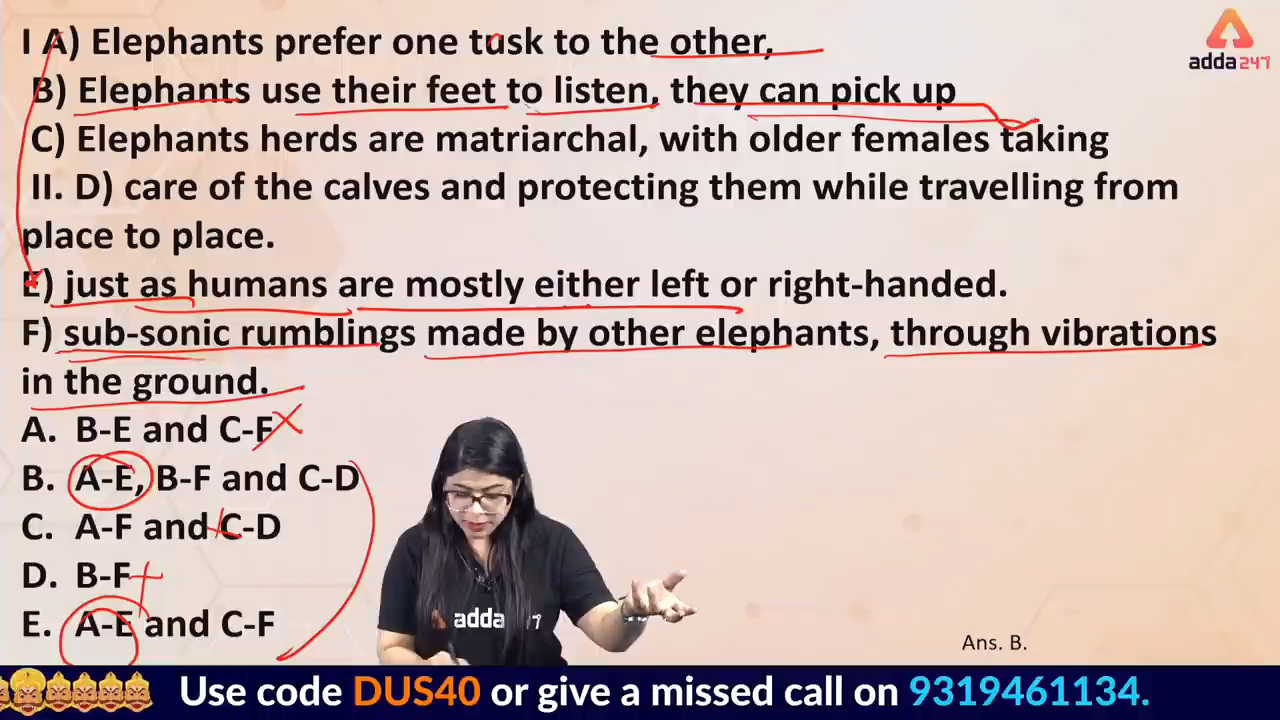 I A) Elephants prefer one tusk to the other,
B) Elephants use their feet to listen, they can pick up
C) Elephants herds are matriarchal, with older females taking
II. D) care of the calves and protecting them while travelling from
place to place.
E) just as humans are mostly either left or right-handed.
F) sub-sonic rumblings made by other elephants, through vibrations
in the ground.
A. B-E and C-F
B. A-E, B-F and C-D
C. A-F and C-D
D. B-F
E. A-E and C-F
Ans. B.
adda247
adda
Use code DUS40 or give a missed call on 9319461134.